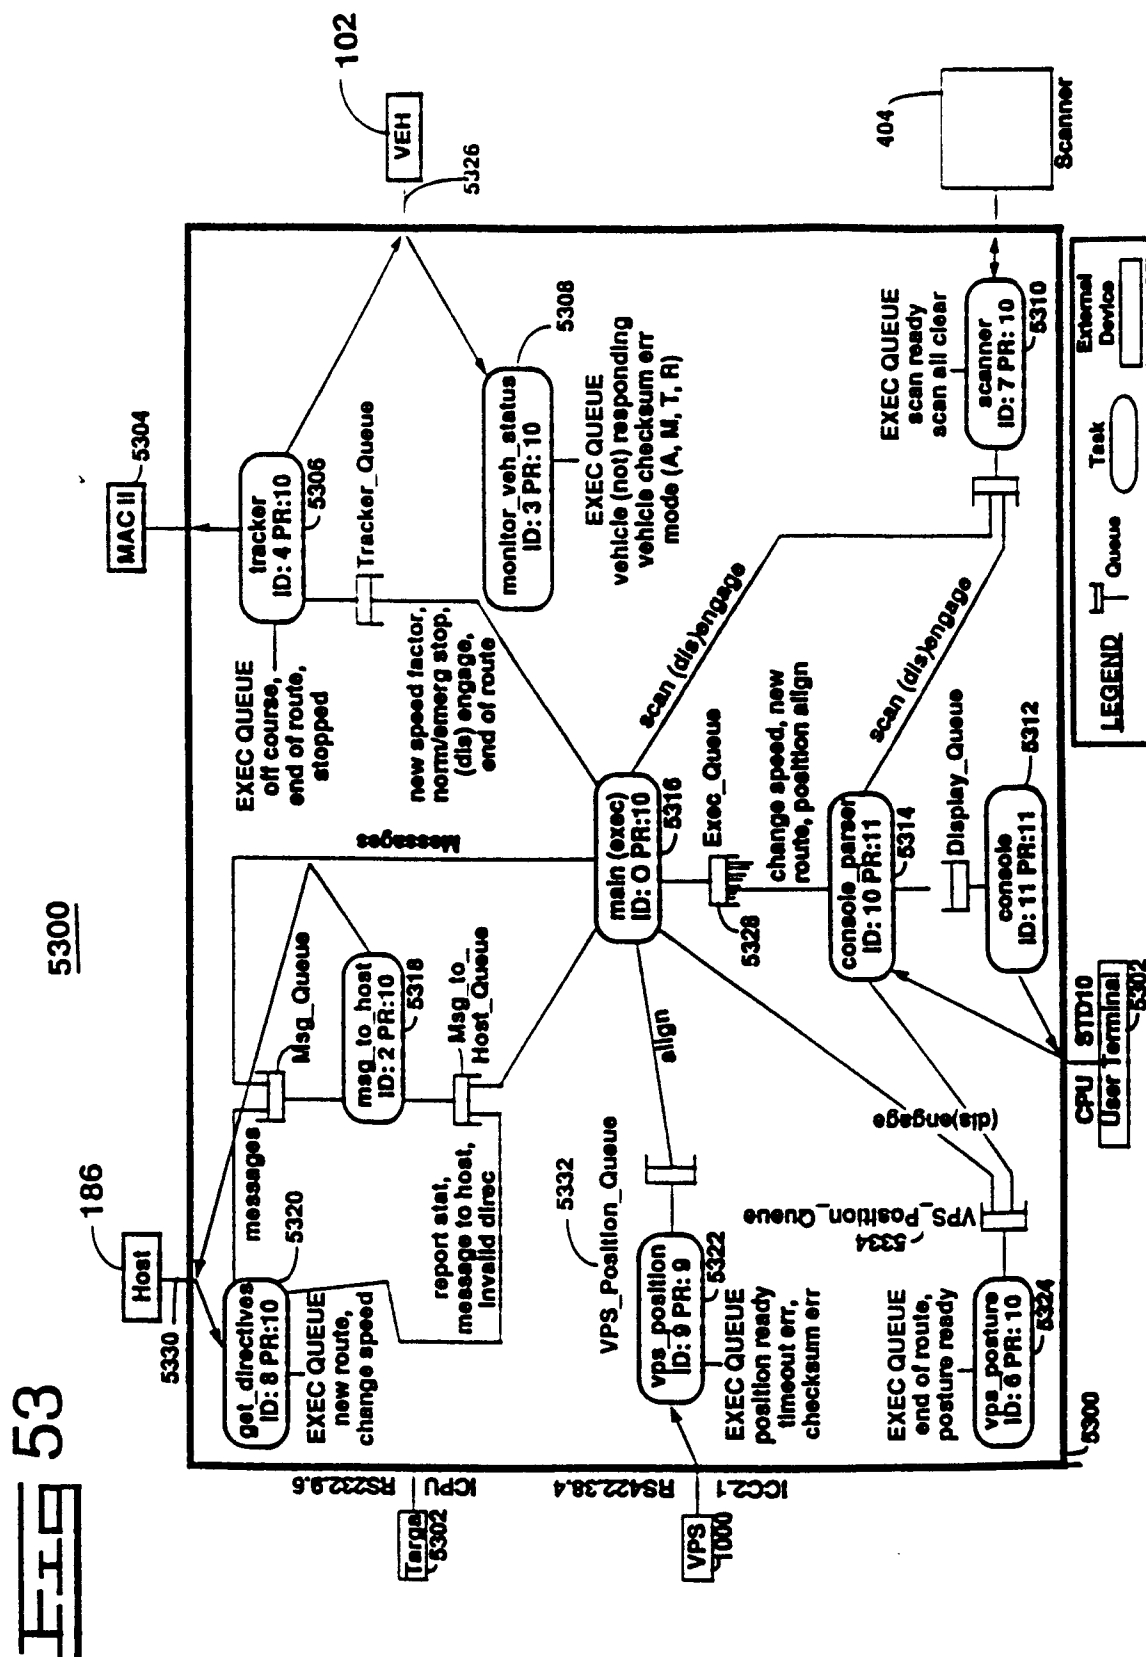 Fig 53
5300
186
Host
5330
get_directives
ID: 8 PR:10
5320
EXEC QUEUE
new route,
change speed
messages
Msg_Queue
msg_to_host
ID: 2 PR:10
5318
Msg_to_
Host_Queue
report stat,
message to host,
invalid direc
Messages
MAC II
5304
tracker
ID: 4 PR:10
5306
EXEC QUEUE
off course,
end of route,
stopped
Tracker_Queue
new speed factor,
norm/emerg stop,
(dis) engage,
end of route
102
VEH
5326
monitor_veh_status
ID: 3 PR: 10
5308
EXEC QUEUE
vehicle (not) responding
vehicle checksum err
mode (A, M, T, R)
Targa
5302
RS232.9.6
ICPU
RS422.38.4
ICC2.1
VPS
1000
5332
VPS_Position_Queue
vps_position
ID: 9 PR: 9
5322
EXEC QUEUE
position ready
timeout err,
checksum err
align
main (exec)
ID: O PR:10
5316
Exec_Queue
5328
change speed, new
route, position align
scan (dis)engage
scan (dis)engage
EXEC QUEUE
scan ready
scan all clear
scanner
ID: 7 PR: 10
5310
404
Scanner
(dis)engage
VPS_Position_Queue
5334
EXEC QUEUE
end of route,
posture ready
vps_posture
ID: 6 PR: 10
5324
5300
console_parser
ID: 10 PR:11
5314
Display_Queue
console
ID: 11 PR:11
5312
CPU
STD10
User Terminal
5302
LEGEND
Queue
Task
External
Device